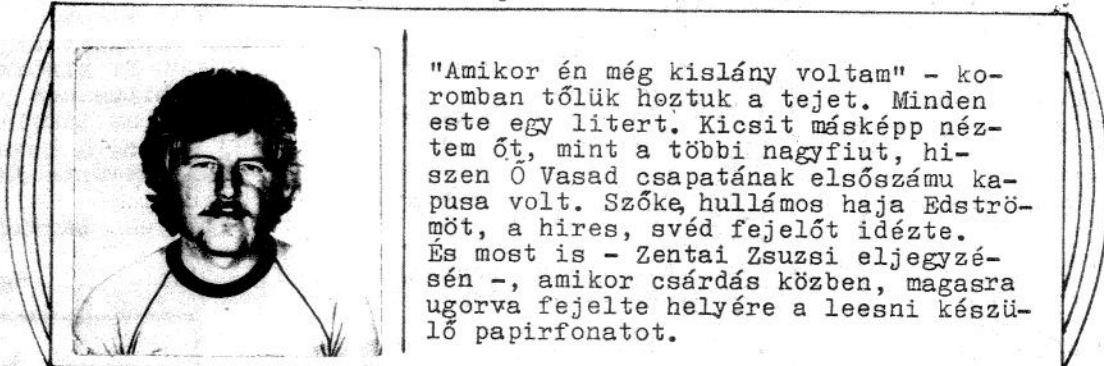 "Amikor én még kislány voltam" - ko-
romban tőlük hoztuk a tejet. Minden
este egy litert. Kicsit másképp néz-
tem őt, mint a többi nagyfiut, hi-
szen Ő Vasad csapatának elsőszámu ka-
pusa volt. Szőke, hullámos haja Edströ-
möt, a hires, svéd fejelőt idézte.
És most is - Zentai Zsuzsi eljegyzé-
sén -, amikor csárdás közben, magasra
ugorva fejelte helyére a leesni készü-
lő papirfonatot.